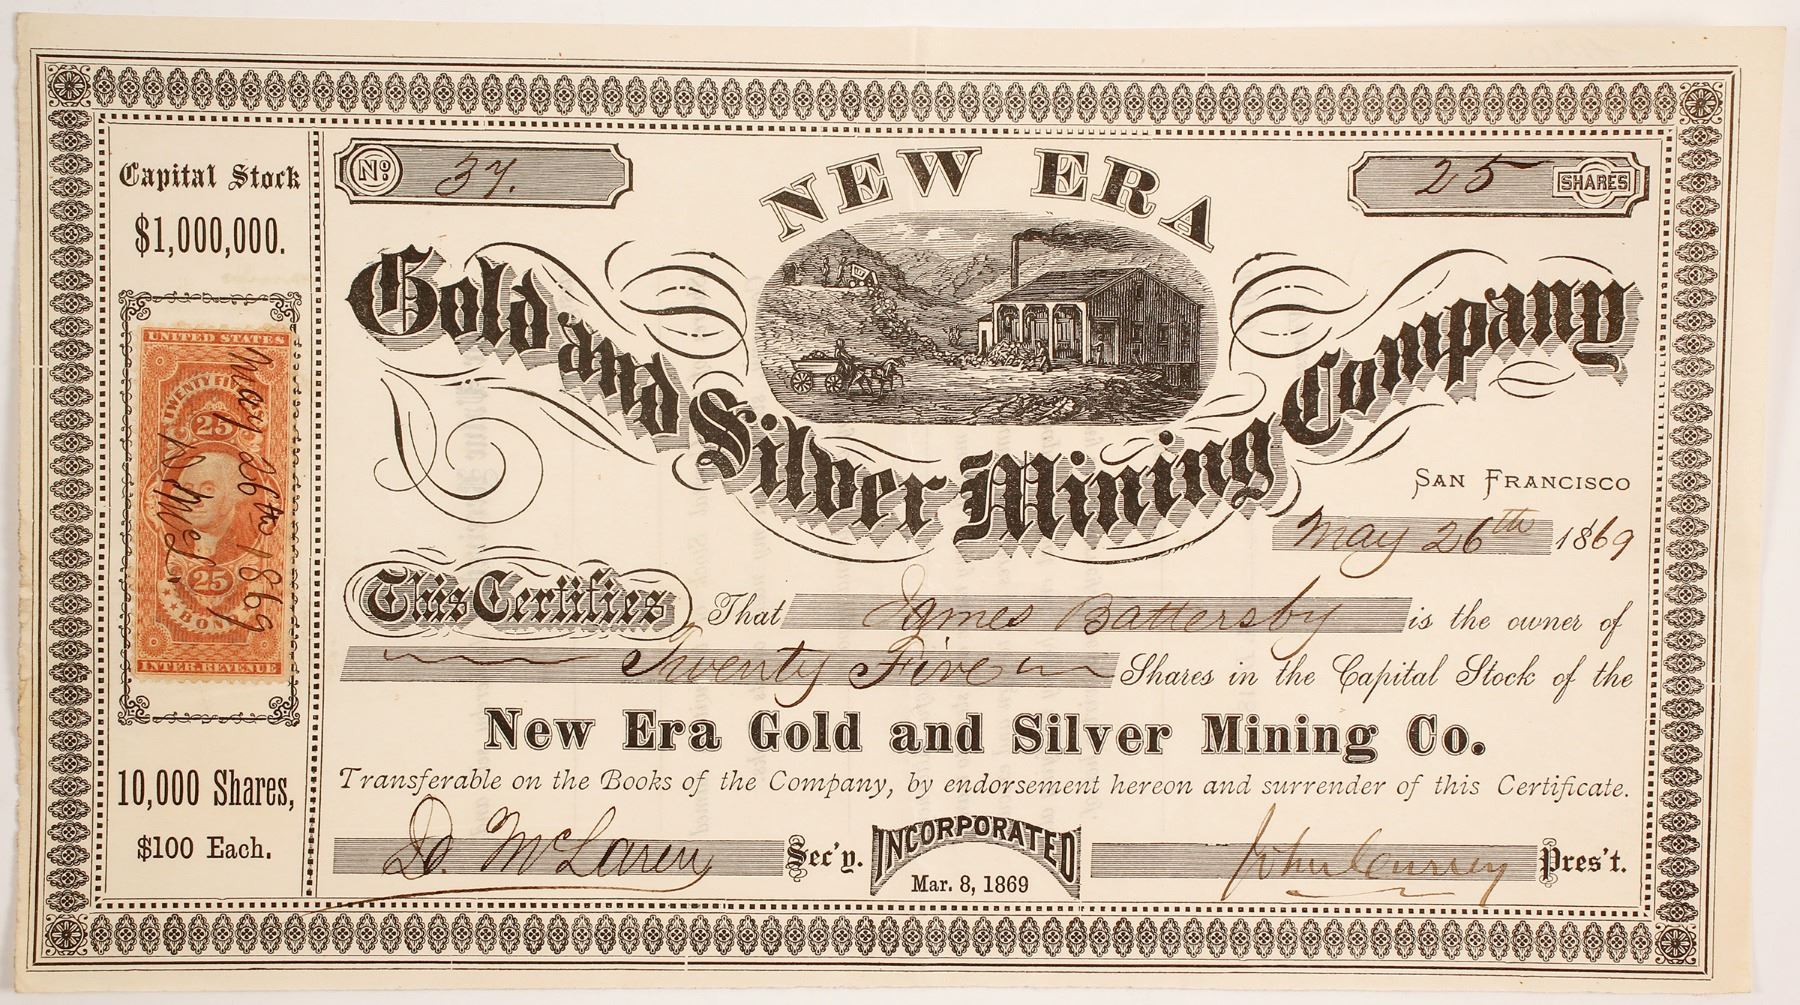 Capital Stock
$1,000,000.
UNITED STATES
TWENTY FIVE
25
25
INTER. REVENUE
May 26th 1869
D McL.
10,000 Shares,
$100 Each.
No 37.
25 SHARES
NEW ERA
Gold and Silver Mining Company
SAN FRANCISCO
May 26th 1869
This Certifies That James Battersby is the owner of
Twenty Five Shares in the Capital Stock of the
New Era Gold and Silver Mining Co.
Transferable on the Books of the Company, by endorsement hereon and surrender of this Certificate.
D. McLaren Sec'y.
INCORPORATED
Mar. 8, 1869
John Currey Pres't.